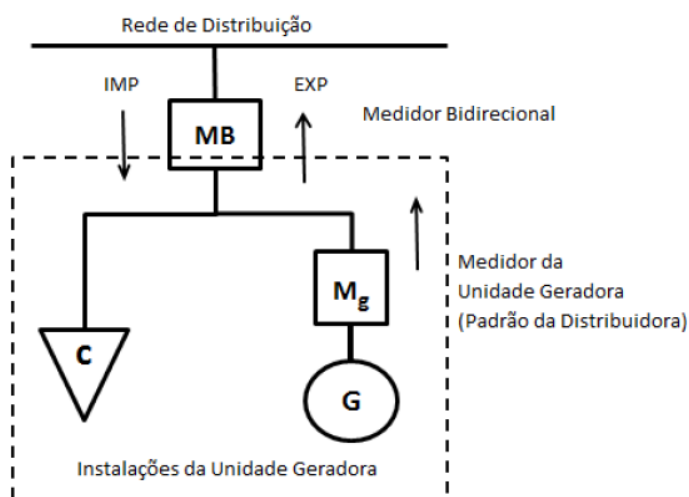 Rede de Distribuição
IMP
EXP
Medidor Bidirecional
MB
Medidor da
Unidade Geradora
(Padrão da Distribuidora)
Mg
C
G
Instalações da Unidade Geradora